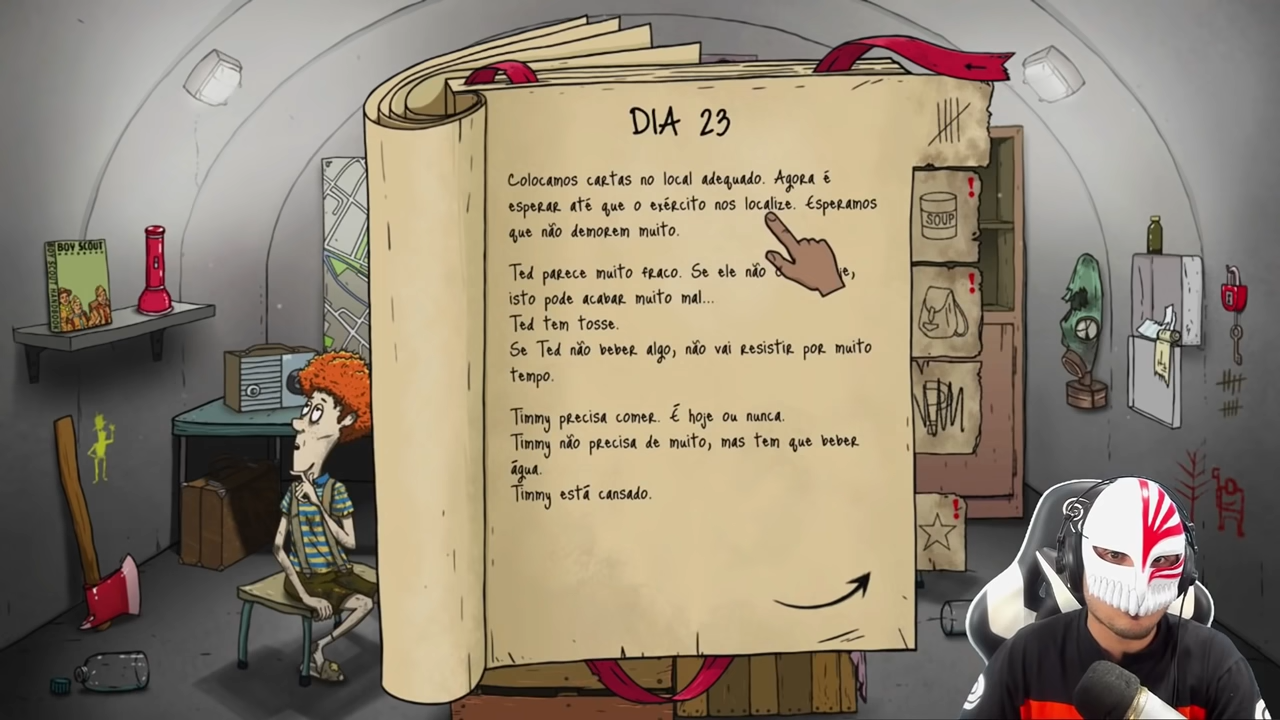 DIA 23
Colocamos cartas no local adequado. Agora é
esperar até que o exército nos localize. Esperamos
que não demorem muito.
Ted parece muito fraco. Se ele não
isto pode acabar muito mal...
Ted tem tosse.
Se Ted não beber algo, não vai resistir por muito
tempo.
Timmy precisa comer. É hoje ou nunca.
Timmy não precisa de muito, mas tem que beber
água.
Timmy está cansado.
SOUP
BOY SCOUT